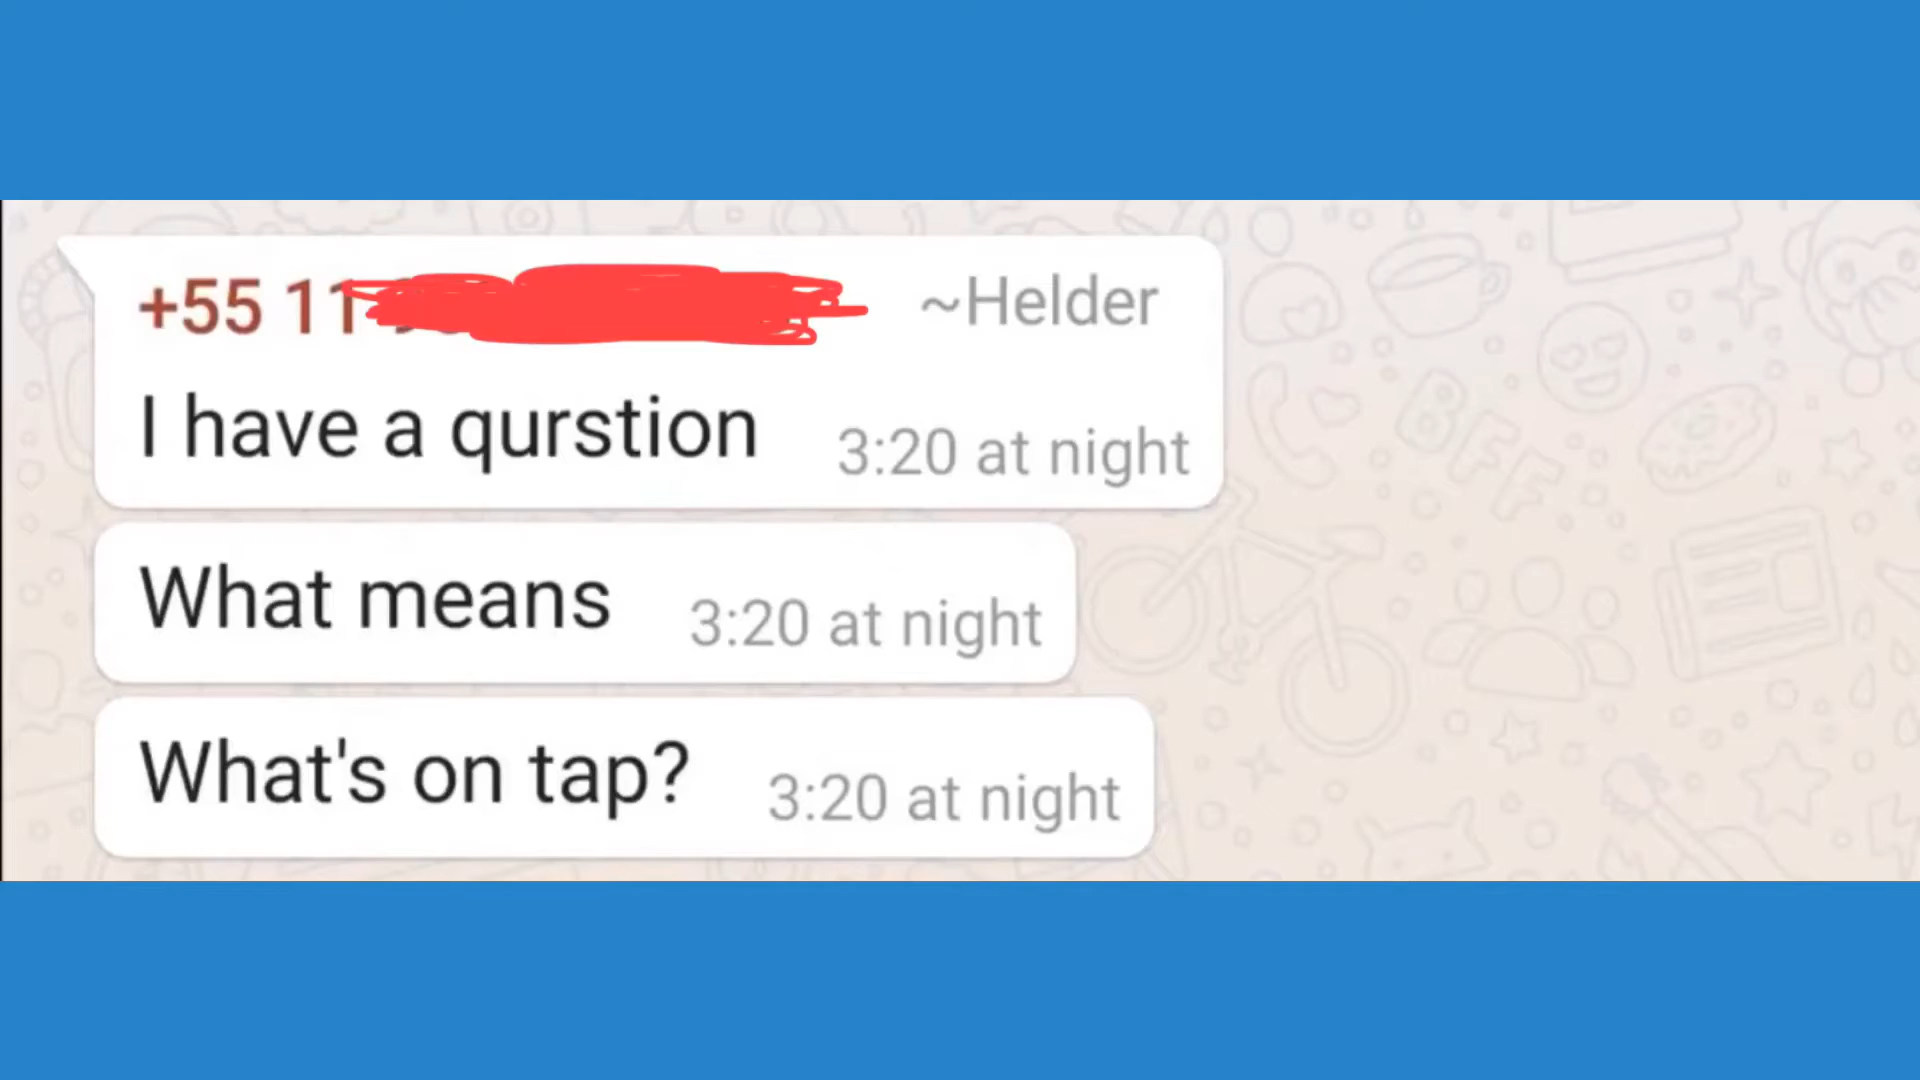 +55 11 ~Helder
I have a qurstion 3:20 at night
What means 3:20 at night
What's on tap? 3:20 at night